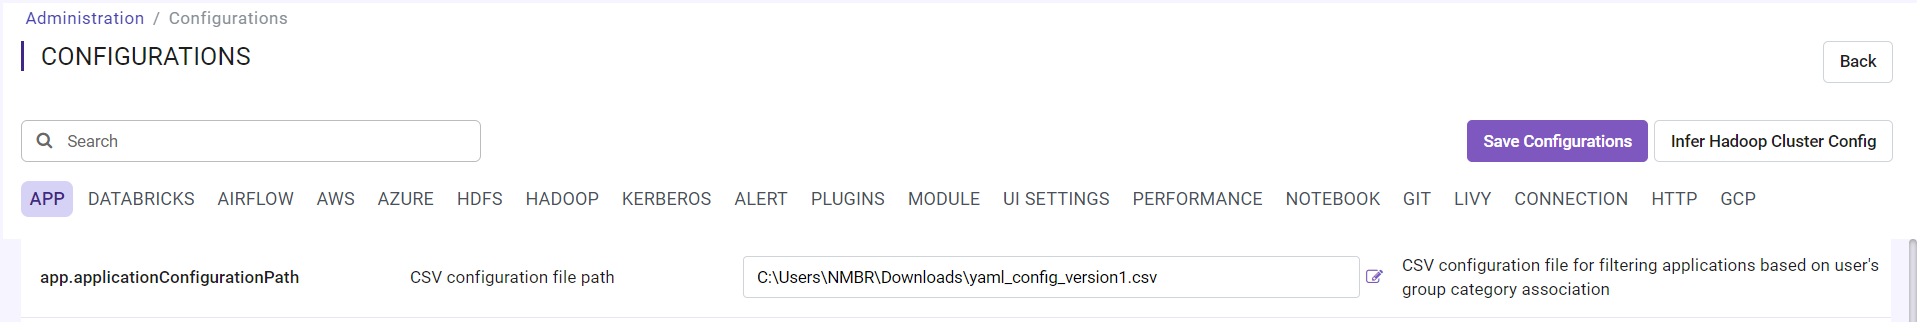 Administration / Configurations
CONFIGURATIONS
Back
Search
Save Configurations
Infer Hadoop Cluster Config
APP DATABRICKS AIRFLOW AWS AZURE HDFS HADOOP KERBEROS ALERT PLUGINS MODULE UI SETTINGS PERFORMANCE NOTEBOOK GIT LIVY CONNECTION HTTP GCP
app.applicationConfigurationPath
CSV configuration file path
C:\Users\NMBR\Downloads\yaml_config_version1.csv
CSV configuration file for filtering applications based on user's
group category association